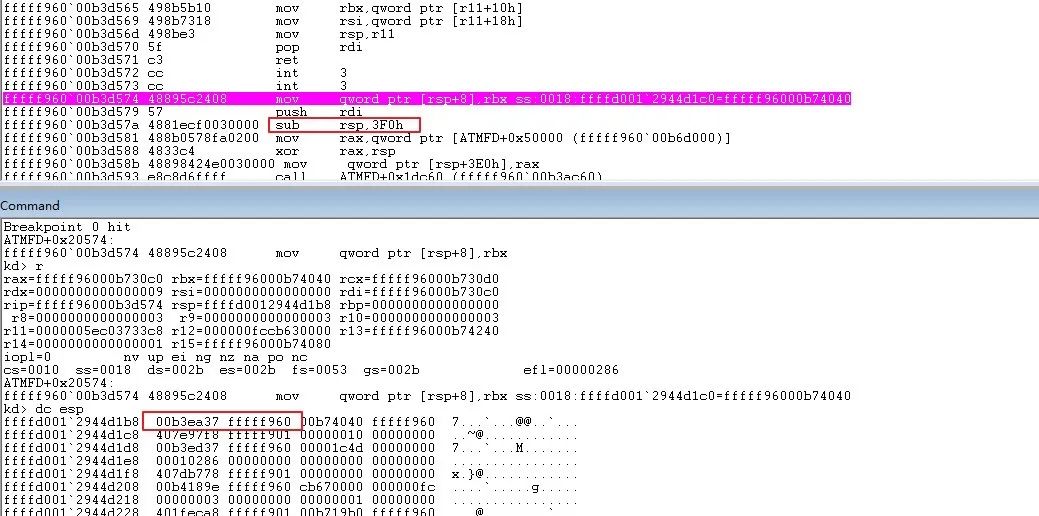 fffff960`00b3d565 498b5b10 mov rbx,qword ptr [r11+10h]
fffff960`00b3d569 498b7318 mov rsi,qword ptr [r11+18h]
fffff960`00b3d56d 498be3 mov rsp,r11
fffff960`00b3d570 5f pop rdi
fffff960`00b3d571 c3 ret
fffff960`00b3d572 cc int 3
fffff960`00b3d573 cc int 3
fffff960`00b3d574 48895c2408 mov qword ptr [rsp+8],rbx ss:0018:ffffd001`2944d1c0=fffff96000b74040
fffff960`00b3d579 57 push rdi
fffff960`00b3d57a 4881ecf0030000 sub rsp,3F0h
fffff960`00b3d581 488b0578fa0200 mov rax,qword ptr [ATMFD+0x50000 (fffff960`00b6d000)]
fffff960`00b3d588 4833c4 xor rax,rsp
fffff960`00b3d58b 48898424e0030000 mov qword ptr [rsp+3E0h],rax
fffff960`00b3d593 e8c8d6ffff call ATMFD+0x1dc60 (fffff960`00b3ac60)
Command
Breakpoint 0 hit
ATMFD+0x20574:
fffff960`00b3d574 48895c2408 mov qword ptr [rsp+8],rbx
kd> r
rax=fffff96000b730c0 rbx=fffff96000b74040 rcx=fffff96000b730d0
rdx=0000000000000009 rsi=0000000000000000 rdi=fffff96000b730c0
rip=fffff96000b3d574 rsp=ffffd0012944d1b8 rbp=0000000000000000
r8=0000000000000003 r9=0000000000000003 r10=0000000000000003
r11=0000005ec03733c8 r12=000000fccb630000 r13=fffff96000b74240
r14=0000000000000001 r15=fffff96000b74080
iopl=0 nv up ei ng nz na po nc
cs=0010 ss=0018 ds=002b es=002b fs=0053 gs=002b efl=00000286
ATMFD+0x20574:
fffff960`00b3d574 48895c2408 mov qword ptr [rsp+8],rbx ss:0018:ffffd001`2944d1c0=fffff96000b74040
kd> dc esp
ffffd001`2944d1b8 00b3ea37 fffff960 00b74040 fffff960 7...`...@@..`...
ffffd001`2944d1c8 407e97f8 fffff901 00000010 00000000 ..~@............
ffffd001`2944d1d8 00b3ed37 fffff960 00001c4d 00000000 7...`...M.......
ffffd001`2944d1e8 00010286 00000000 00000000 00000000 ................
ffffd001`2944d1f8 407db778 fffff901 00000000 00000000 x.}@............
ffffd001`2944d208 00b4189e fffff960 cb670000 000000fc ....`.....g.....
ffffd001`2944d218 00000003 00000000 00000001 00000000 ................
ffffd001`2944d228 401feca8 fffff901 00b719b0 fffff960 ...@........`...